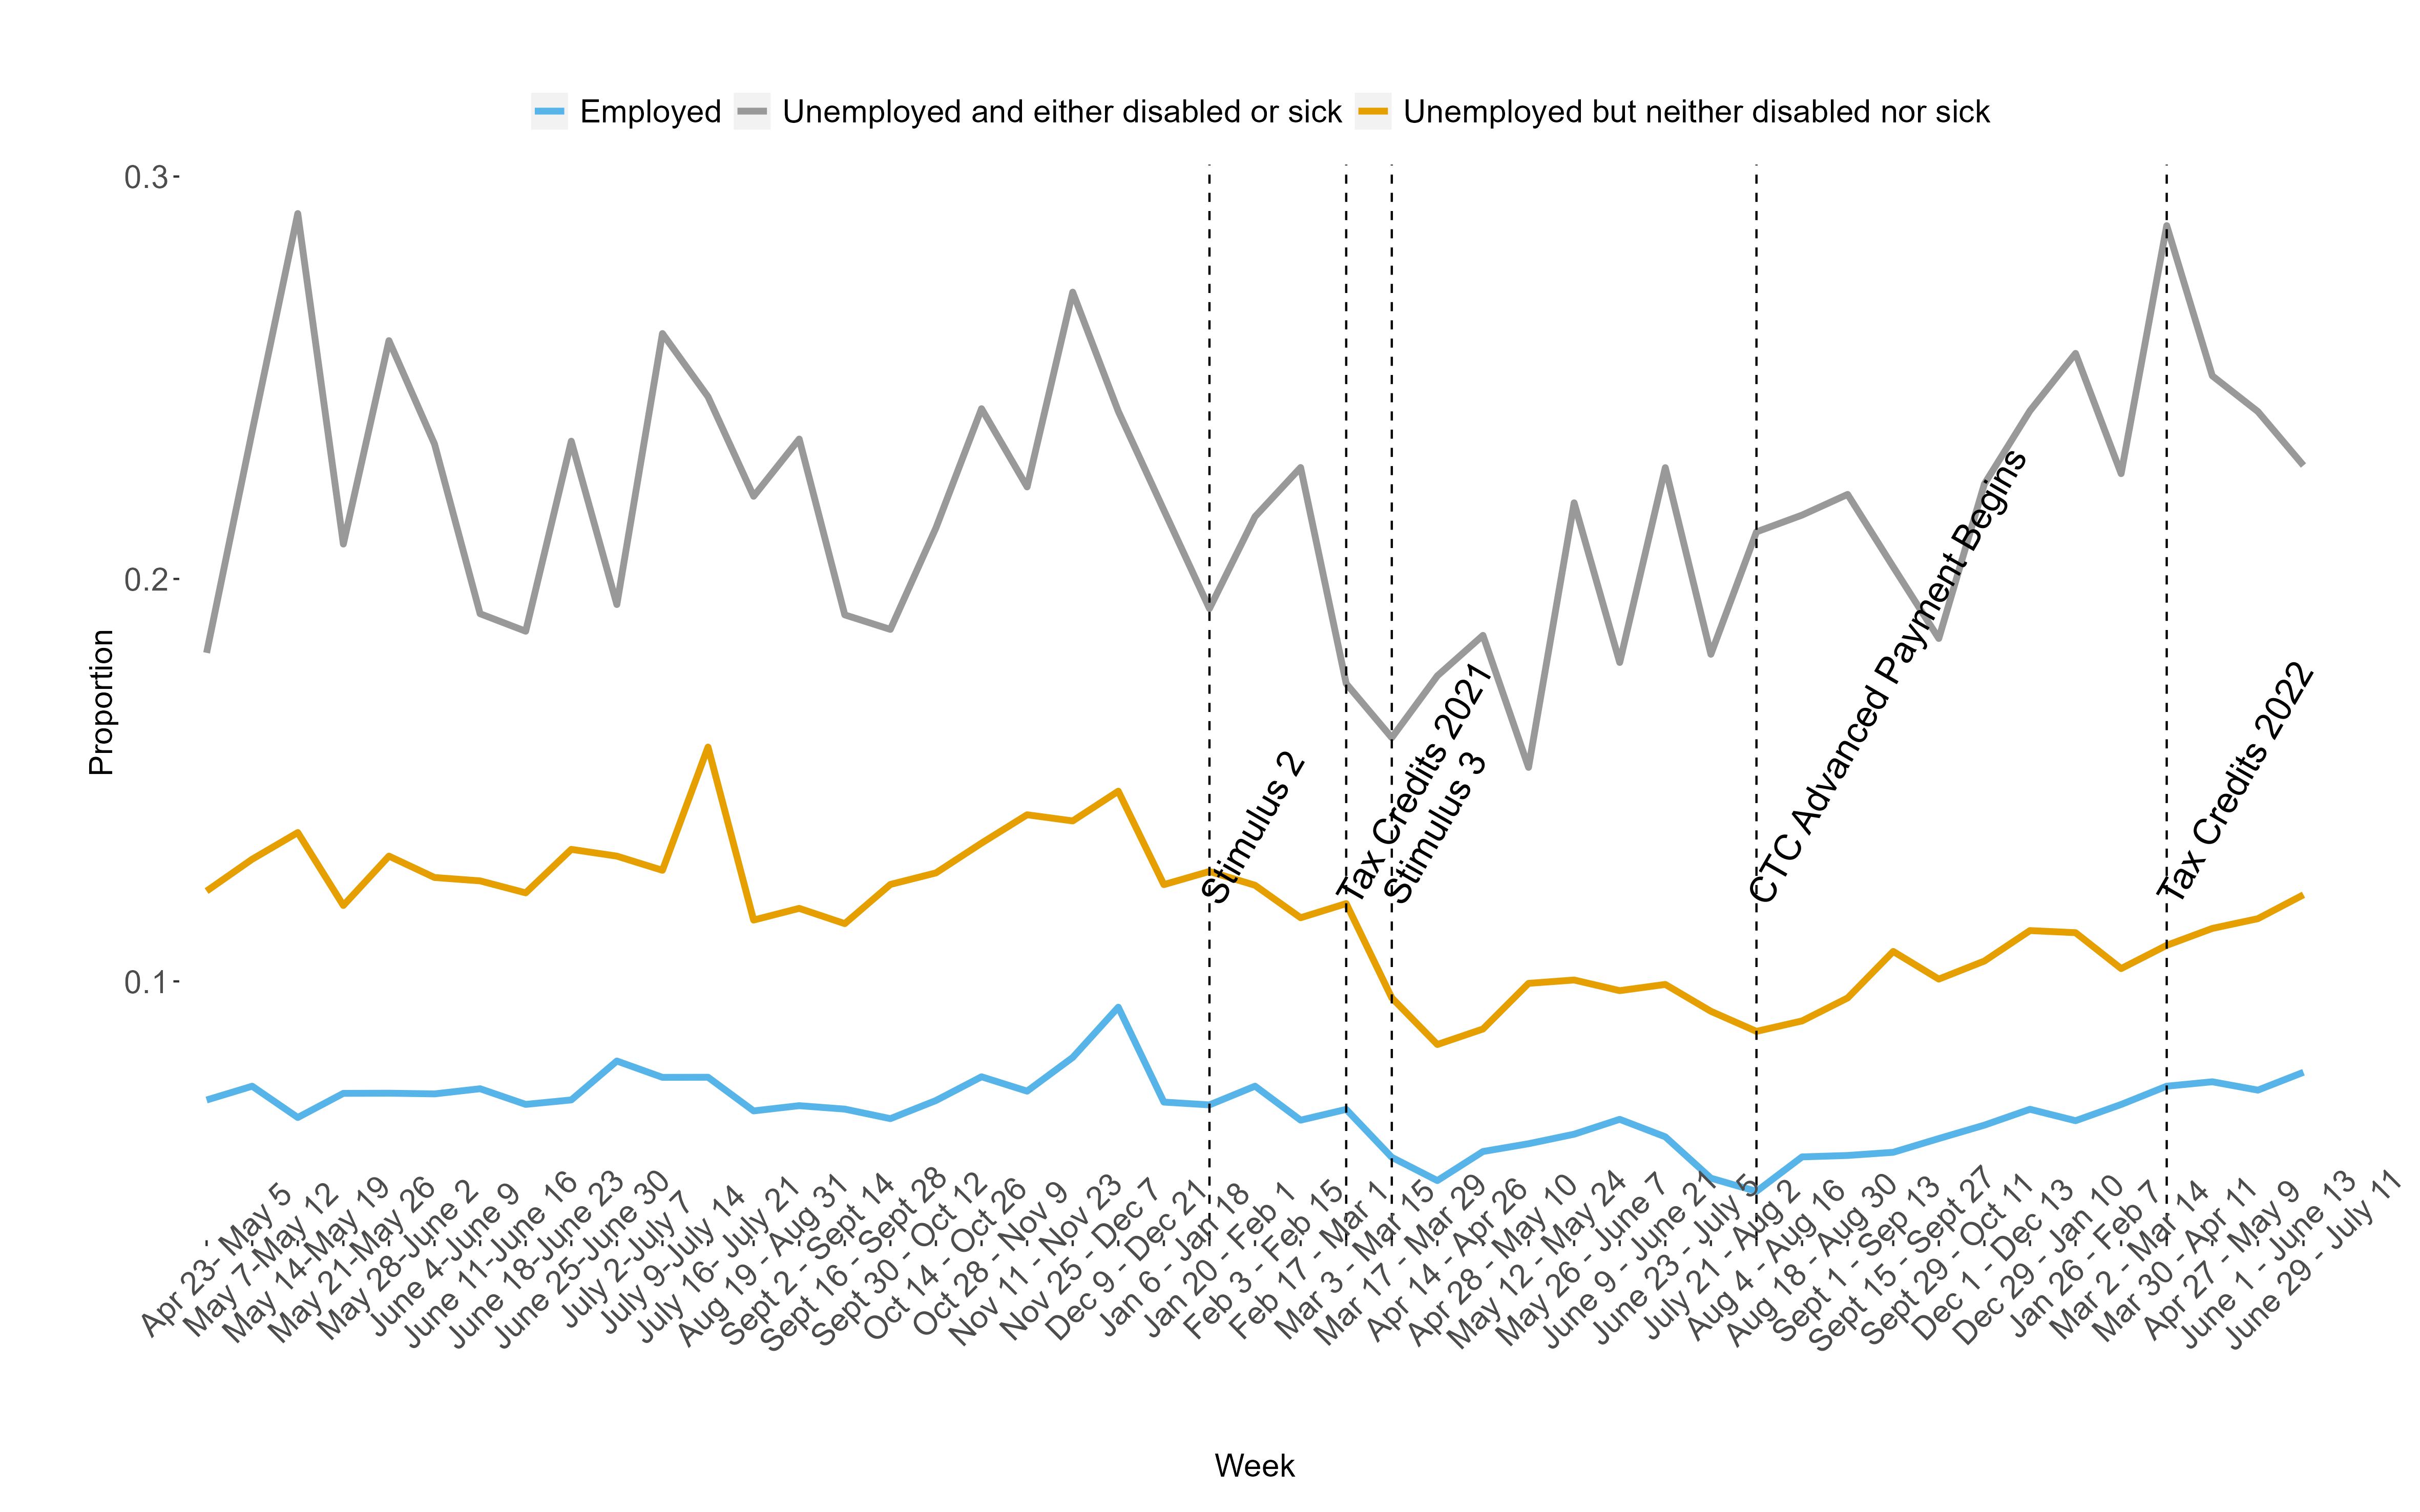 Employed
Unemployed and either disabled or sick
Unemployed but neither disabled nor sick
0.3
0.2
0.1
Proportion
Stimulus 2
Tax Credits 2021
Stimulus 3
CTC Advanced Payment Begins
Tax Credits 2022
Apr 23- May 5
May 7-May 12
May 14-May 19
May 21-May 26
May 28-June 2
June 4-June 9
June 11-June 16
June 18-June 23
June 25-June 30
July 2-July 7
July 9-July 14
July 16- July 21
Aug 19 - Aug 31
Sept 2 - Sept 14
Sept 16 - Sept 28
Sept 30 - Oct 12
Oct 14 - Oct 26
Oct 28 - Nov 9
Nov 11 - Nov 23
Nov 25 - Dec 7
Dec 9 - Dec 21
Jan 6 - Jan 18
Jan 20 - Feb 1
Feb 3 - Feb 15
Feb 17 - Mar 1
Mar 3 - Mar 15
Mar 17 - Mar 29
Apr 14 - Apr 26
Apr 28 - May 10
May 12 - May 24
May 26 - June 7
June 9 - June 21
June 23 - July 5
July 21 - Aug 2
Aug 4 - Aug 16
Aug 18 - Aug 30
Sept 1 - Sep 13
Sept 15 - Sept 27
Sept 29 - Oct 11
Dec 1 - Dec 13
Dec 29 - Jan 10
Jan 26 - Feb 7
Mar 2 - Mar 14
Mar 30 - Apr 11
Apr 27 - May 9
June 1 - June 13
June 29 - July 11
Week